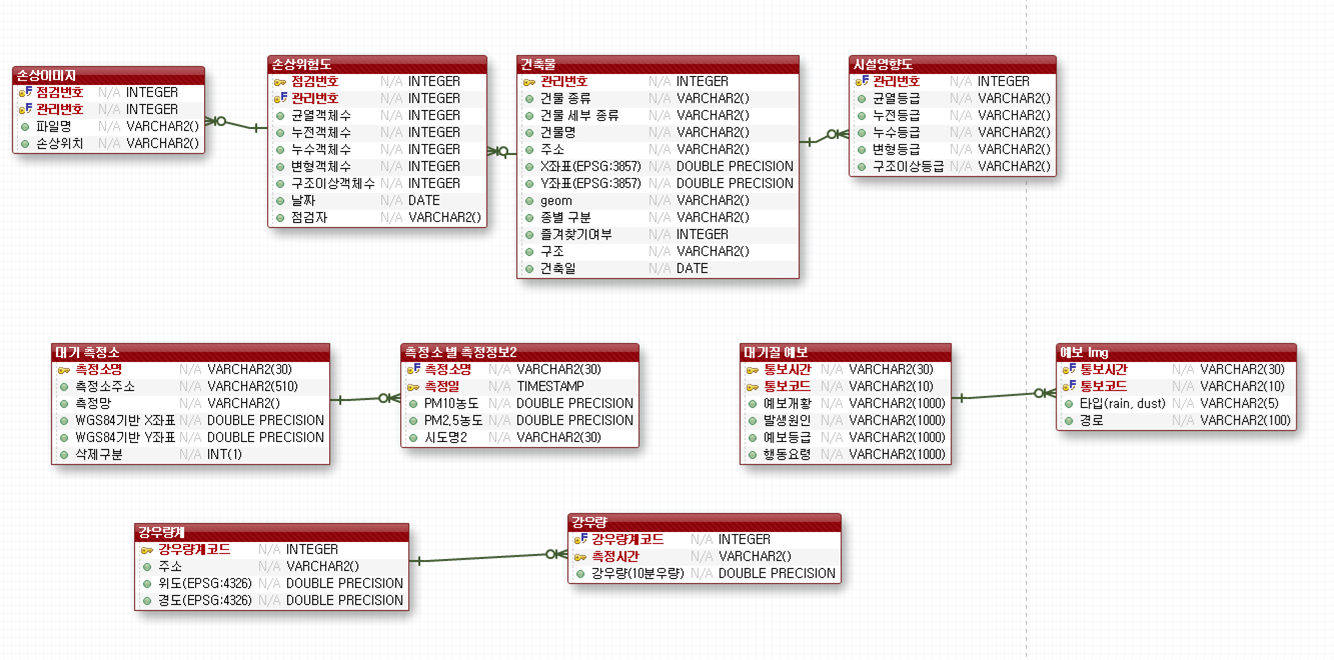 손상이미지
점검번호 N/A INTEGER
관리번호 N/A INTEGER
파일명 N/A VARCHAR2()
손상위치 N/A VARCHAR2()
손상위험도
점검번호 N/A INTEGER
관리번호 N/A INTEGER
균열객체수 N/A INTEGER
누전객체수 N/A INTEGER
누수객체수 N/A INTEGER
변형객체수 N/A INTEGER
구조이상객체수 N/A INTEGER
날짜 N/A DATE
점검자 N/A VARCHAR2()
건축물
관리번호 N/A INTEGER
건물 종류 N/A VARCHAR2()
건물 세부 종류 N/A VARCHAR2()
건물명 N/A VARCHAR2()
주소 N/A VARCHAR2()
X좌표(EPSG:3857) N/A DOUBLE PRECISION
Y좌표(EPSG:3857) N/A DOUBLE PRECISION
geom N/A VARCHAR2()
종별 구분 N/A VARCHAR2()
즐겨찾기여부 N/A INTEGER
구조 N/A VARCHAR2()
건축일 N/A DATE
시설영향도
관리번호 N/A INTEGER
균열등급 N/A VARCHAR2()
누전등급 N/A VARCHAR2()
누수등급 N/A VARCHAR2()
변형등급 N/A VARCHAR2()
구조이상등급 N/A VARCHAR2()
대기 측정소
측정소명 N/A VARCHAR2(30)
측정소주소 N/A VARCHAR2(510)
측정망 N/A VARCHAR2()
WGS84기반 X좌표 N/A DOUBLE PRECISION
WGS84기반 Y좌표 N/A DOUBLE PRECISION
삭제구분 N/A INT(1)
측정소 별 측정정보2
측정소명 N/A VARCHAR2(30)
측정일 N/A TIMESTAMP
PM10농도 N/A DOUBLE PRECISION
PM2,5농도 N/A DOUBLE PRECISION
시도명2 N/A VARCHAR2(30)
대기질 예보
통보시간 N/A VARCHAR2(30)
통보코드 N/A VARCHAR2(10)
예보개황 N/A VARCHAR2(1000)
발생원인 N/A VARCHAR2(1000)
예보등급 N/A VARCHAR2(1000)
행동요령 N/A VARCHAR2(1000)
예보 Img
통보시간 N/A VARCHAR2(30)
통보코드 N/A VARCHAR2(10)
타입(rain, dust) N/A VARCHAR2(5)
경로 N/A VARCHAR2(100)
강우량계
강우량계코드 N/A INTEGER
주소 N/A VARCHAR2()
위도(EPSG:4326) N/A DOUBLE PRECISION
경도(EPSG:4326) N/A DOUBLE PRECISION
강우량
강우량계코드 N/A INTEGER
측정시간 N/A VARCHAR2()
강우량(10분우량) N/A DOUBLE PRECISION